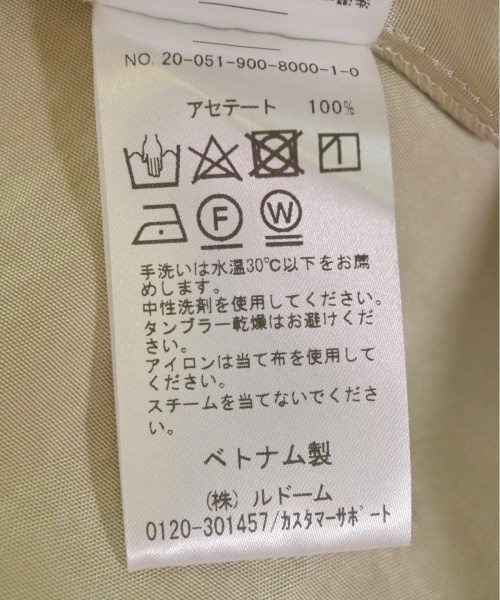 NO. 20-051-900-8000-1-0
アセテート 100%
F W
手洗いは水温30℃以下をお薦
めします。
中性洗剤を使用してください。
タンブラー乾燥はお避けくだ
さい。
アイロンは当て布を使用して
ください。
スチームを当てないでくださ
い。
ベトナム製
(株) ルドーム
0120-301457/ｶｽﾀﾏｰｻﾎﾟｰﾄ